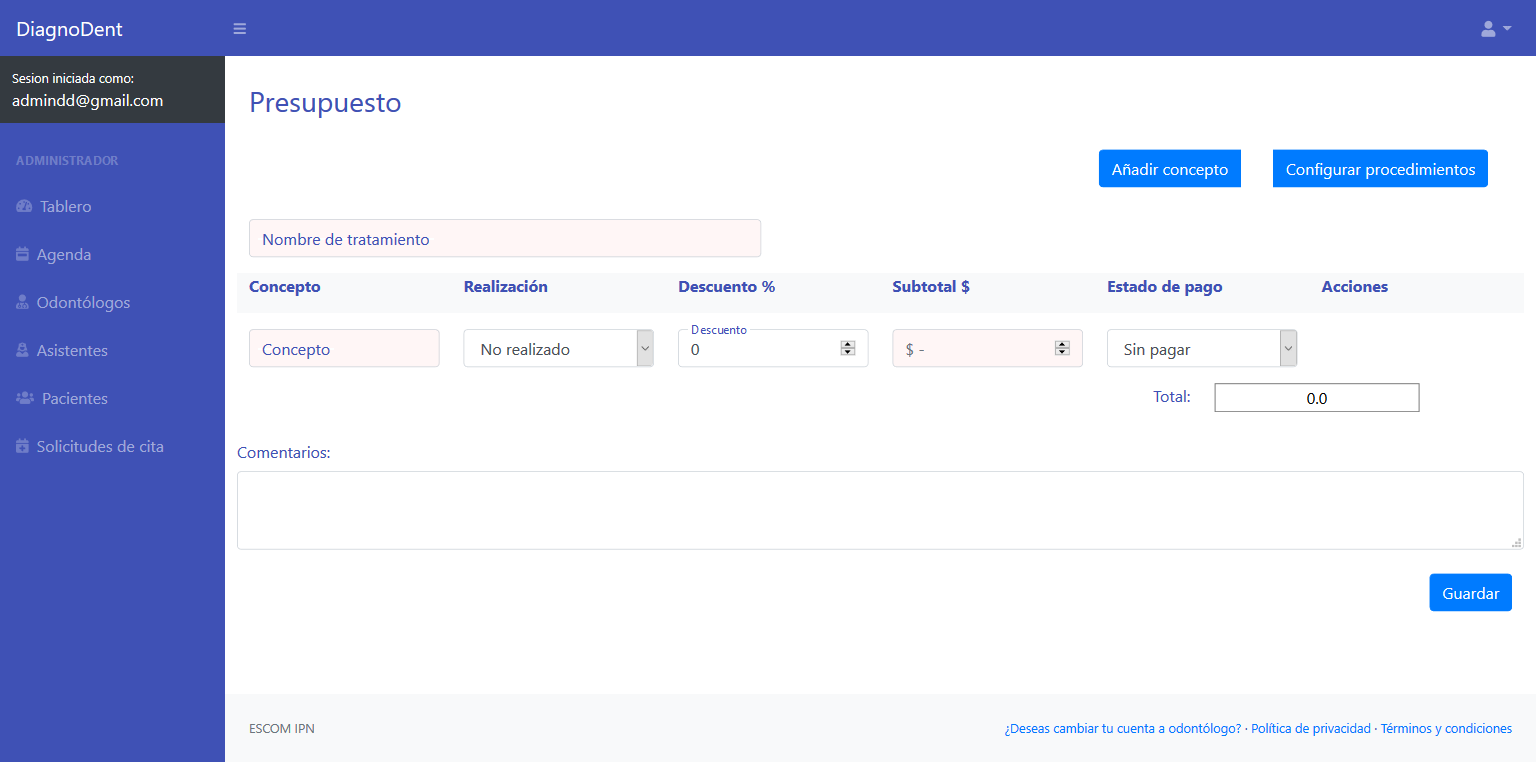 DiagnoDent
Sesion iniciada como:
admindd@gmail.com
ADMINISTRADOR
Tablero
Agenda
Odontólogos
Asistentes
Pacientes
Solicitudes de cita
Presupuesto
Añadir concepto Configurar procedimientos
Nombre de tratamiento
Concepto Realización Descuento % Subtotal $ Estado de pago Acciones
Descuento
Concepto No realizado 0 $ - Sin pagar
Total: 0.0
Comentarios:
Guardar
ESCOM IPN ¿Deseas cambiar tu cuenta a odontólogo? · Política de privacidad · Términos y condiciones